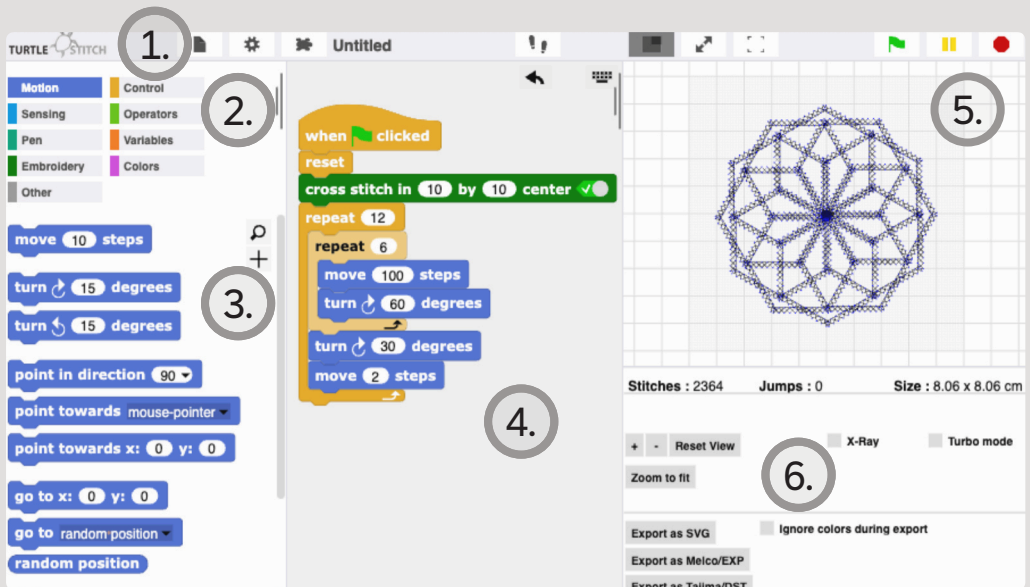 TURTLE STITCH
1.
Untitled
Motion
Control
2.
Sensing
Operators
Pen
Variables
Embroidery
Colors
Other
move 10 steps
turn 15 degrees
3.
turn 15 degrees
point in direction 90
point towards mouse-pointer
point towards x: 0 y: 0
go to x: 0 y: 0
go to random position
random position
when clicked
reset
cross stitch in 10 by 10 center
repeat 12
repeat 6
move 100 steps
turn 60 degrees
turn 30 degrees
move 2 steps
4.
5.
Stitches : 2364 Jumps : 0 Size : 8.06 x 8.06 cm
+ - Reset View X-Ray Turbo mode
Zoom to fit
6.
Export as SVG Ignore colors during export
Export as Melco/EXP
Export as Tajima/DST